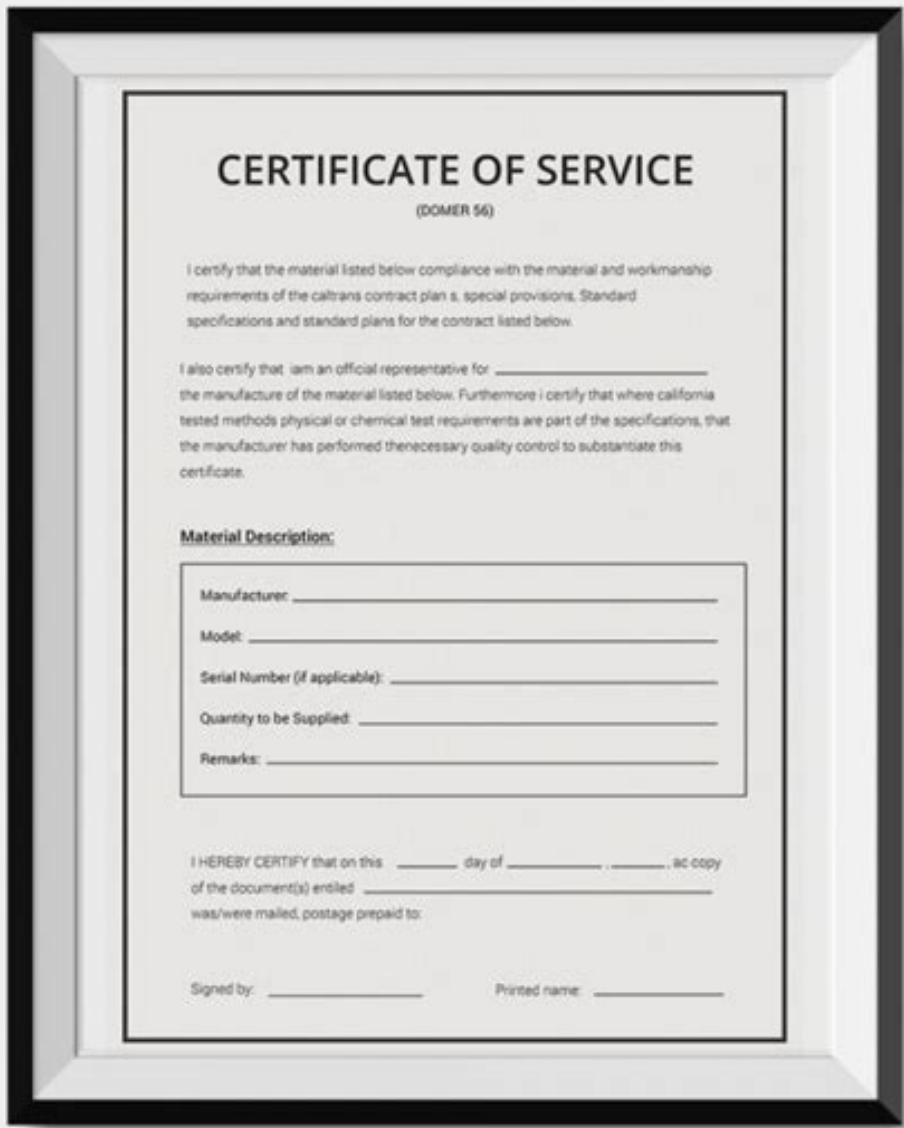 CERTIFICATE OF SERVICE
(DOMER 56)
I certify that the material listed below compliance with the material and workmanship
requirements of the caltrans contract plan s, special provisions, Standard
specifications and standard plans for the contract listed below.
I also certify that iam an official representative for
the manufacture of the material listed below. Furthermore i certify that where california
tested methods physical or chemical test requirements are part of the specifications, that
the manufacturer has performed thenecessary quality control to substantiate this
certificate.
Material Description:
Manufacturer:
Model:
Serial Number (if applicable):
Quantity to be Supplied:
Remarks:
I HEREBY CERTIFY that on this ______ day of __________ , ______, ac copy
of the document(s) entiled
was/were mailed, postage prepaid to:
Signed by: Printed name: